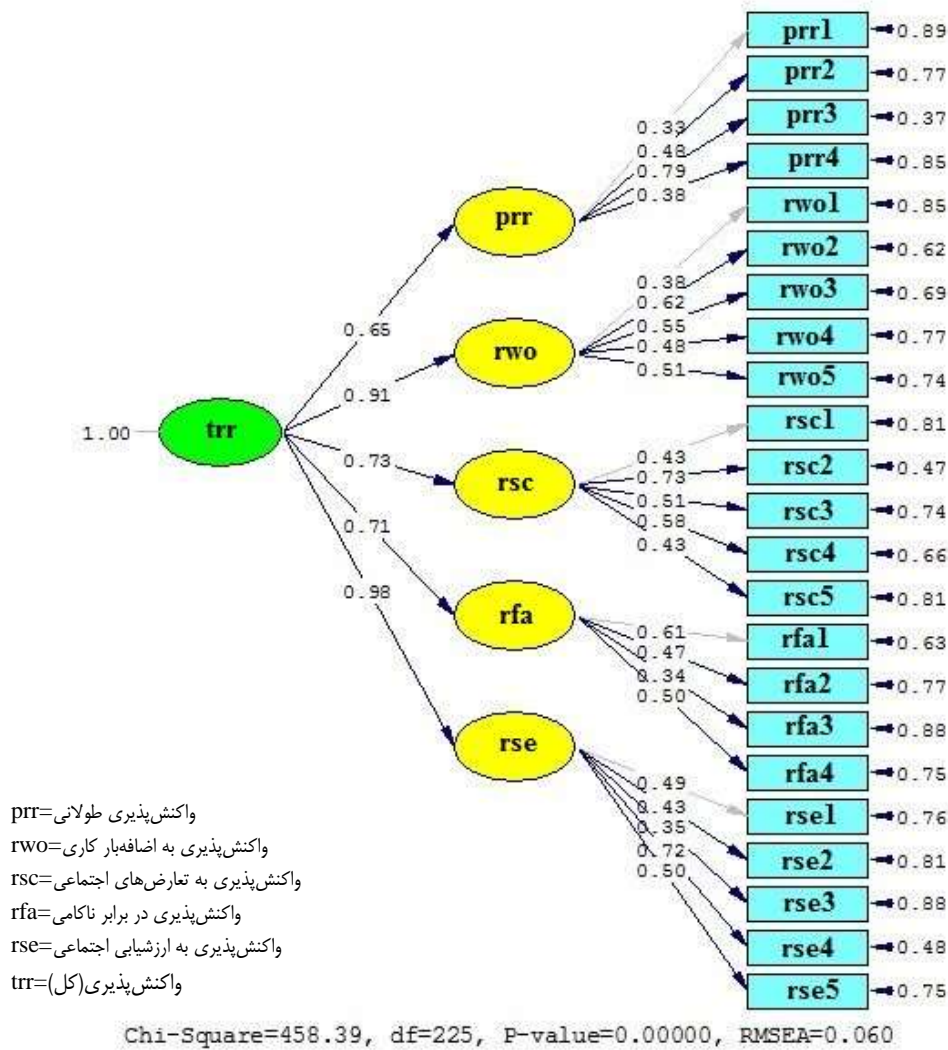 prr1 0.89
prr2 0.77
prr3 0.37
prr4 0.85
rwo1 0.85
rwo2 0.62
rwo3 0.69
rwo4 0.77
rwo5 0.74
rsc1 0.81
rsc2 0.47
rsc3 0.74
rsc4 0.66
rsc5 0.81
rfa1 0.63
rfa2 0.77
rfa3 0.88
rfa4 0.75
rse1 0.76
rse2 0.81
rse3 0.88
rse4 0.48
rse5 0.75
0.33
0.48
0.79
0.38
0.38
0.62
0.55
0.48
0.51
0.43
0.73
0.51
0.58
0.43
0.61
0.47
0.34
0.50
0.49
0.43
0.35
0.72
0.50
prr
rwo
rsc
rfa
rse
0.65
0.91
0.73
0.71
0.98
1.00 trr
واکنش‌پذیری طولانی=prr
واکنش‌پذیری به اضافه‌بار کاری=rwo
واکنش‌پذیری به تعارض‌های اجتماعی=rsc
واکنش‌پذیری در برابر ناکامی=rfa
واکنش‌پذیری به ارزشیابی اجتماعی=rse
واکنش‌پذیری(کل)=trr
Chi-Square=458.39, df=225, P-value=0.00000, RMSEA=0.060